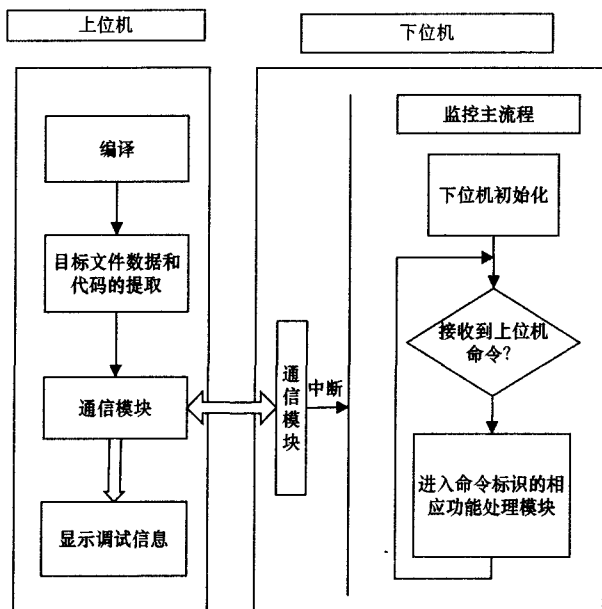 上位机
下位机
编译
目标文件数据和
代码的提取
通信模块
显示调试信息
通信模块
中断
监控主流程
下位机初始化
接收到上位机
命令?
进入命令标识的相
应功能处理模块